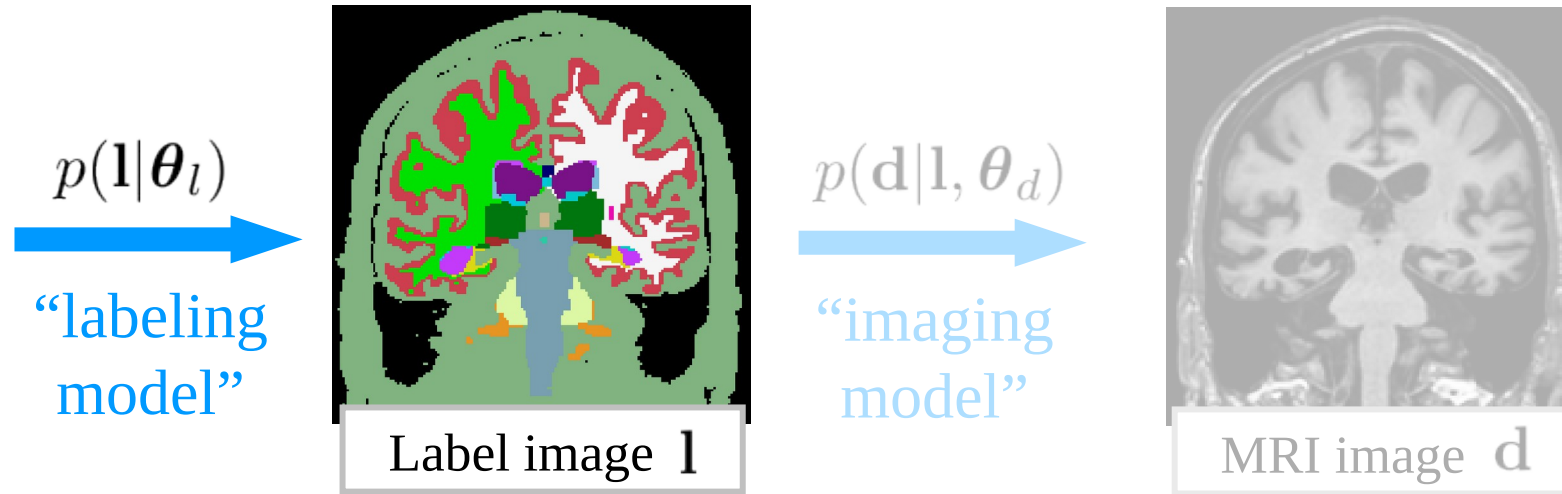 p(l|θ_l)
“labeling
model”
Label image l
p(d|l, θ_d)
“imaging
model”
MRI image d